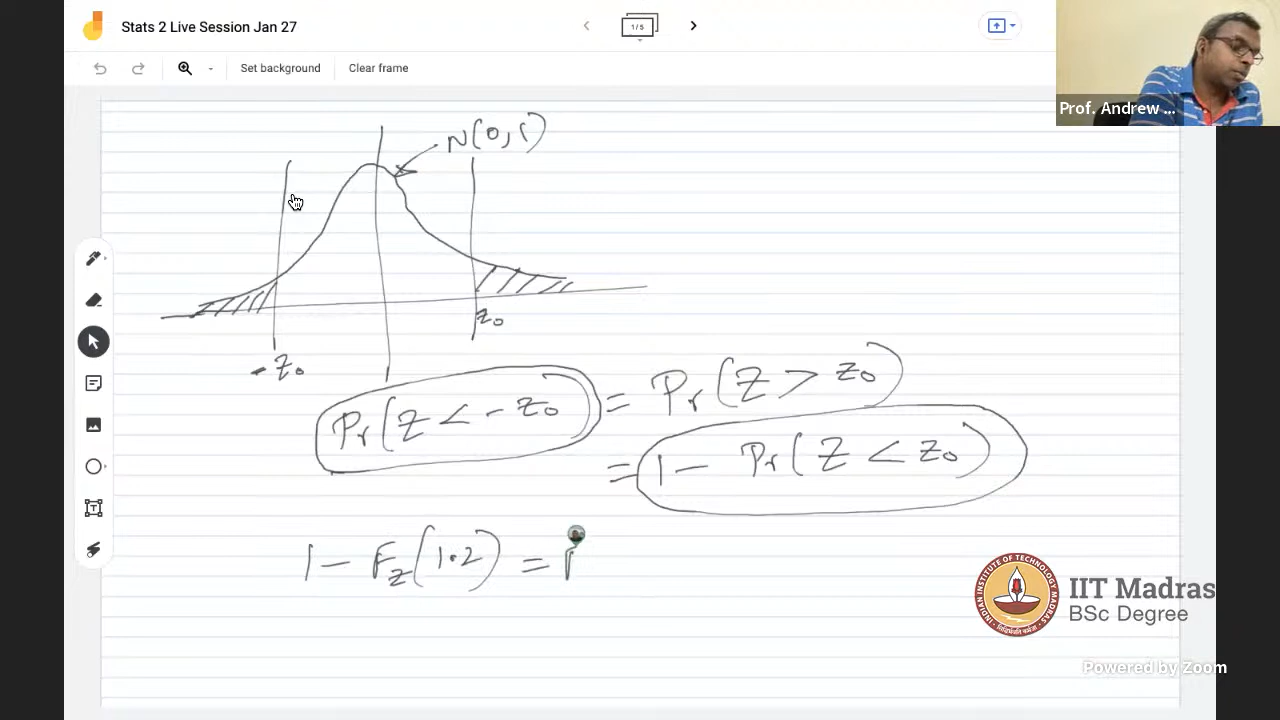 Stats 2 Live Session Jan 27
1/5
Set background
Clear frame
Prof. Andrew ...
N(0,1)
z₀
-z₀
Pr(Z < -z₀) = Pr(Z > z₀)
= 1 - Pr(Z < z₀)
1 - F_Z(1.2) =
IIT Madras
BSc Degree
Powered by Zoom